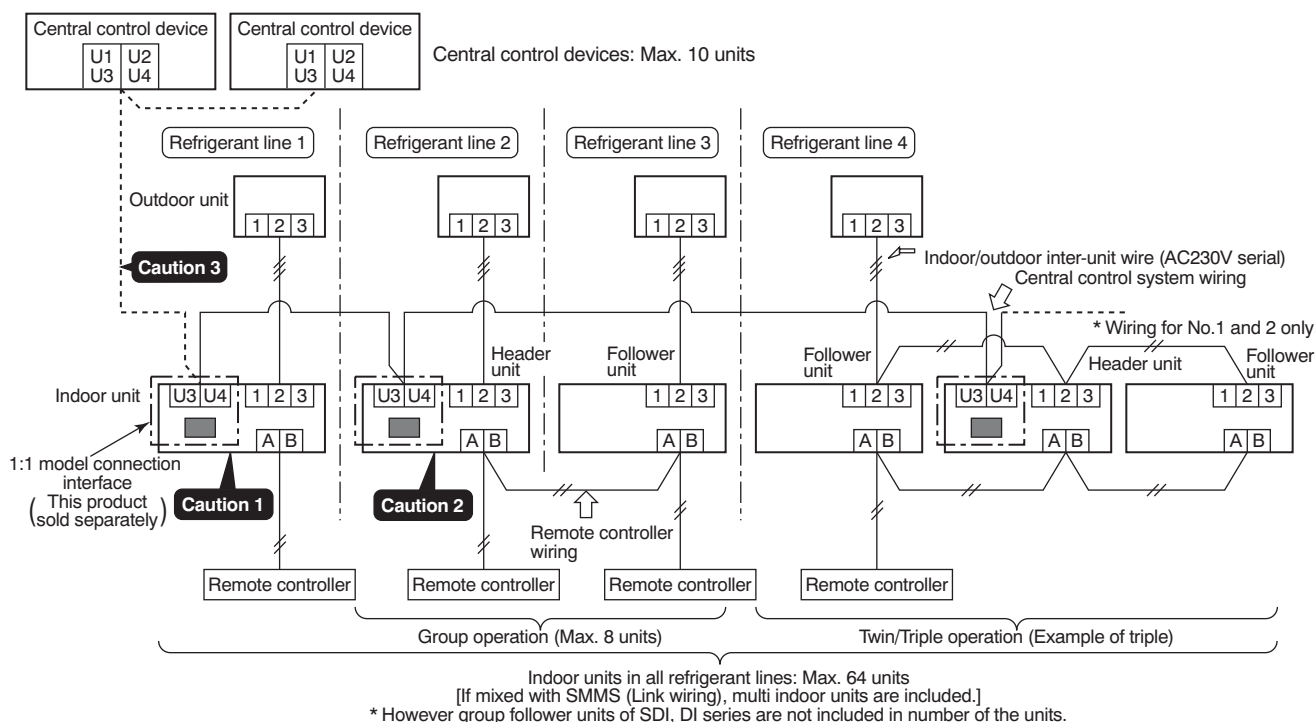 Central control device
U1 U2
U3 U4
Central control device
U1 U2
U3 U4
Central control devices: Max. 10 units
Refrigerant line 1
Refrigerant line 2
Refrigerant line 3
Refrigerant line 4
Outdoor unit
1 2 3
1 2 3
1 2 3
1 2 3
Caution 3
Indoor/outdoor inter-unit wire (AC230V serial)
Central control system wiring
* Wiring for No.1 and 2 only
Header
unit
Follower
unit
Follower
unit
Header unit
Follower
unit
Indoor unit
U3 U4 1 2 3
A B
U3 U4 1 2 3
A B
1 2 3
A B
1 2 3
A B
U3 U4 1 2 3
A B
1 2 3
A B
1:1 model connection
interface
(This product
sold separately)
Caution 1
Caution 2
Remote controller
wiring
Remote controller
Remote controller
Remote controller
Remote controller
Group operation (Max. 8 units)
Twin/Triple operation (Example of triple)
Indoor units in all refrigerant lines: Max. 64 units
[If mixed with SMMS (Link wiring), multi indoor units are included.]
* However group follower units of SDI, DI series are not included in number of the units.